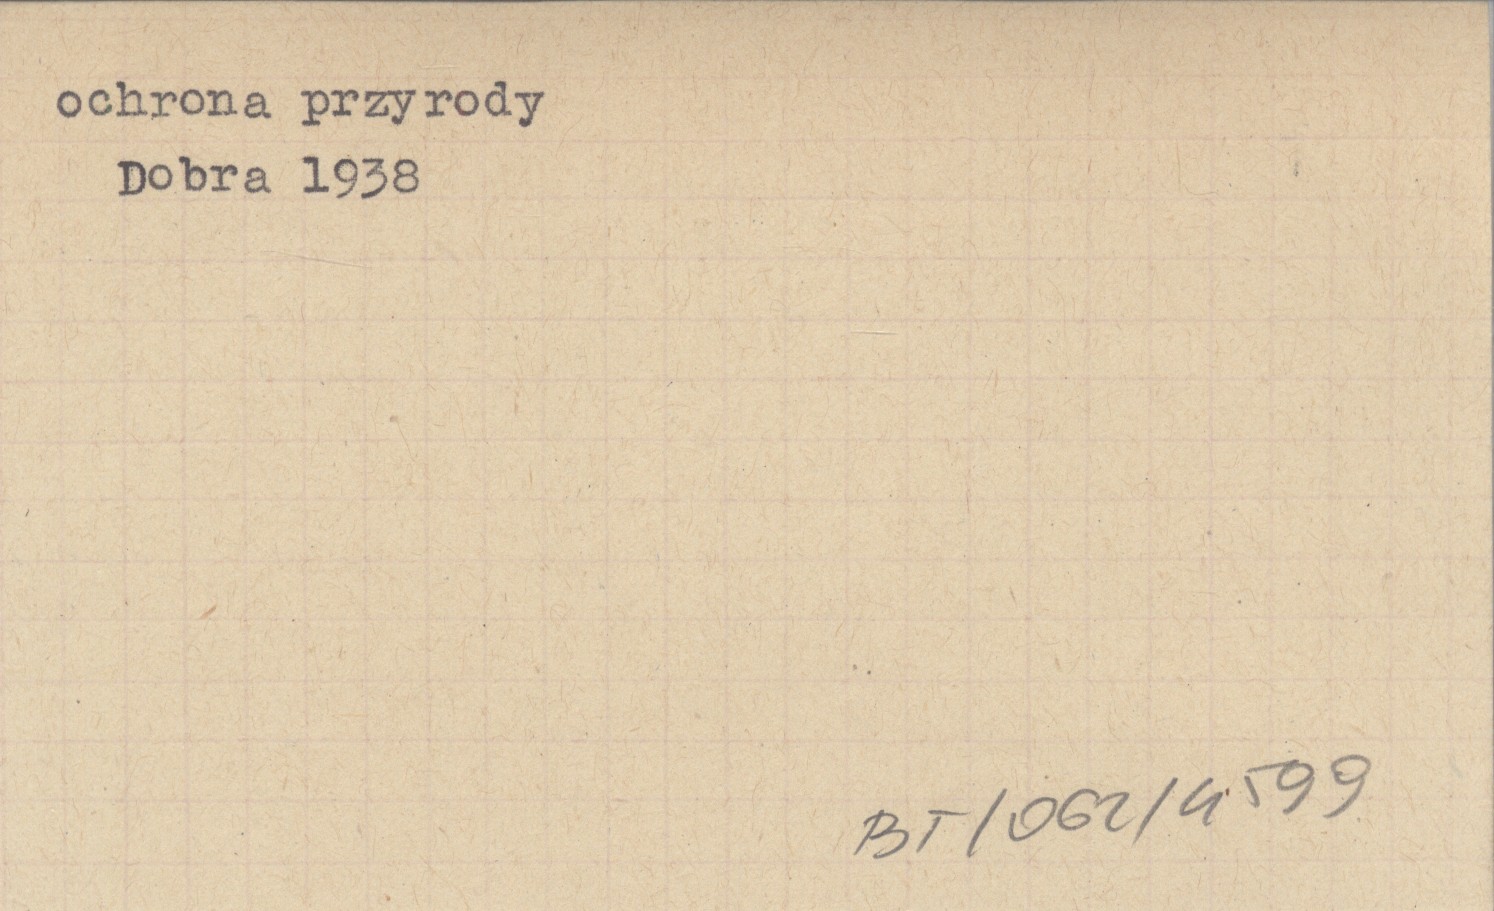 ochrona przyrody
Dobra 1938
BT/062/4599